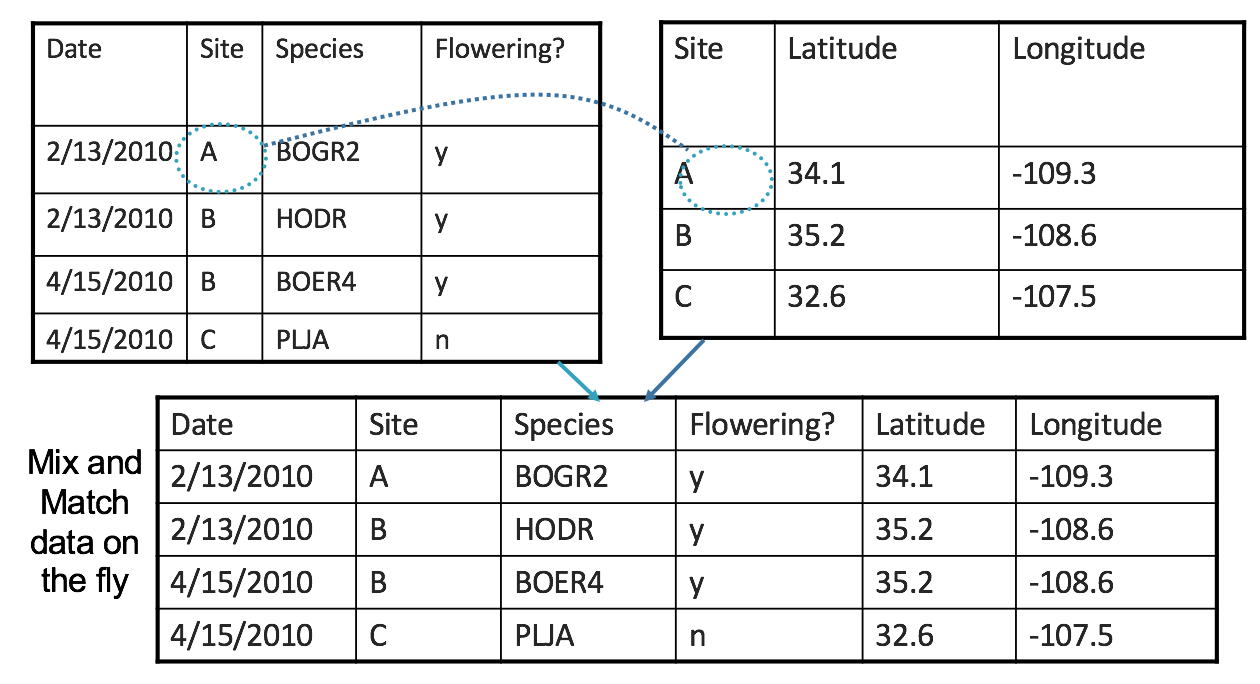 Date Site Species Flowering?
2/13/2010 A BOGR2 y
2/13/2010 B HODR y
4/15/2010 B BOER4 y
4/15/2010 C PLJA n
Site Latitude Longitude
A 34.1 -109.3
B 35.2 -108.6
C 32.6 -107.5
Mix and
Match
data on
the fly
Date Site Species Flowering? Latitude Longitude
2/13/2010 A BOGR2 y 34.1 -109.3
2/13/2010 B HODR y 35.2 -108.6
4/15/2010 B BOER4 y 35.2 -108.6
4/15/2010 C PLJA n 32.6 -107.5